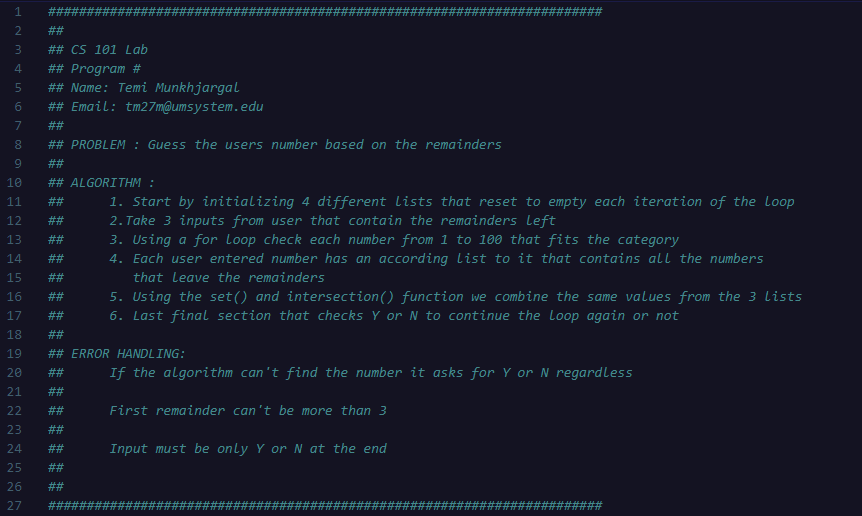 1 ########################################################################
2 ##
3 ## CS 101 Lab
4 ## Program #
5 ## Name: Temi Munkhjargal
6 ## Email: tm27m@umsystem.edu
7 ##
8 ## PROBLEM : Guess the users number based on the remainders
9 ##
10 ## ALGORITHM :
11 ##      1. Start by initializing 4 different lists that reset to empty each iteration of the loop
12 ##      2.Take 3 inputs from user that contain the remainders left
13 ##      3. Using a for loop check each number from 1 to 100 that fits the category
14 ##      4. Each user entered number has an according list to it that contains all the numbers
15 ##         that leave the remainders
16 ##      5. Using the set() and intersection() function we combine the same values from the 3 lists
17 ##      6. Last final section that checks Y or N to continue the loop again or not
18 ##
19 ## ERROR HANDLING:
20 ##      If the algorithm can't find the number it asks for Y or N regardless
21 ##
22 ##      First remainder can't be more than 3
23 ##
24 ##      Input must be only Y or N at the end
25 ##
26 ##
27 ########################################################################